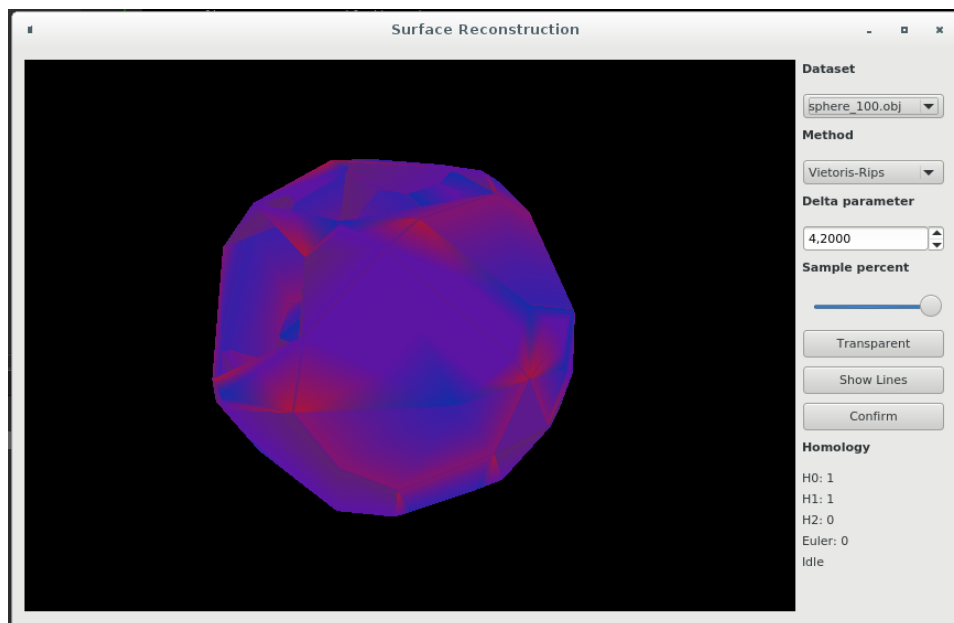 Surface Reconstruction
Dataset
sphere_100.obj
Method
Vietoris-Rips
Delta parameter
4,2000
Sample percent
Transparent
Show Lines
Confirm
Homology
H0: 1
H1: 1
H2: 0
Euler: 0
Idle